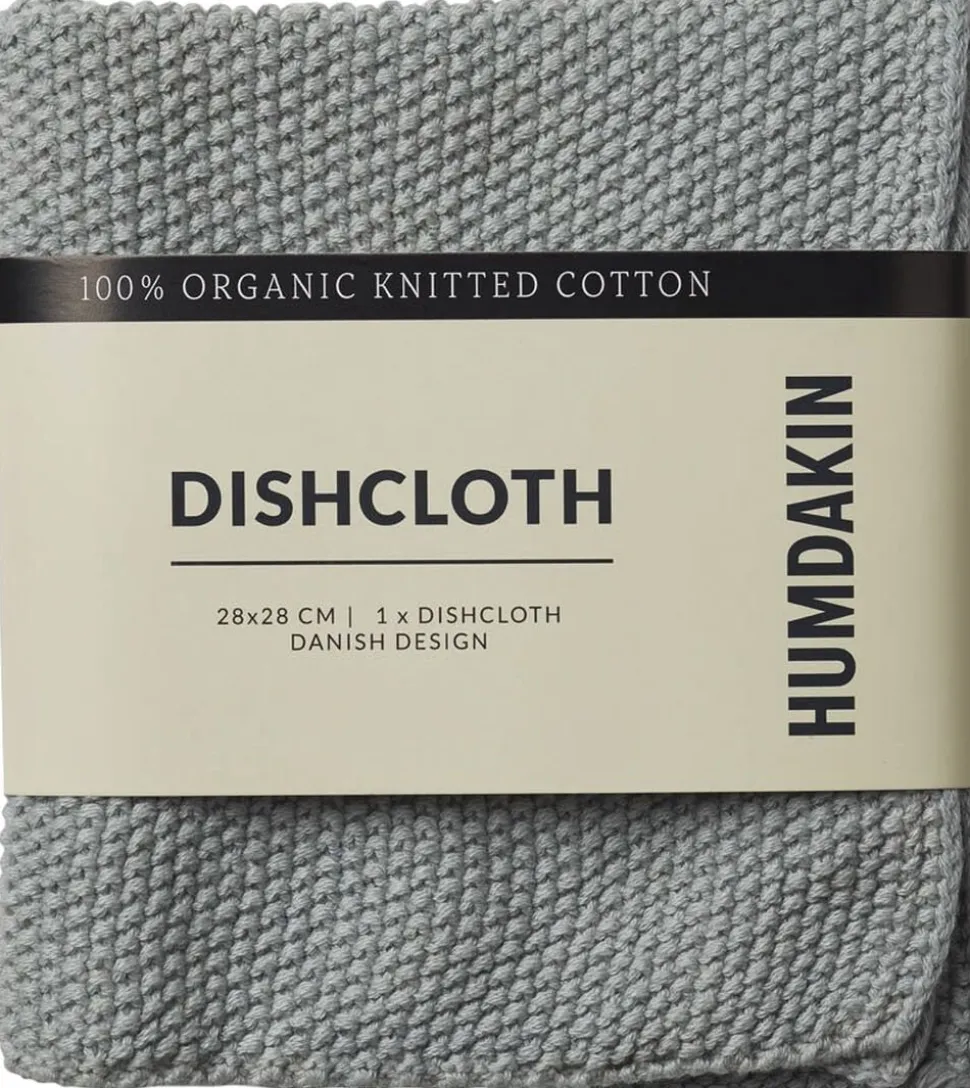 100% ORGANIC KNITTED COTTON
DISHCLOTH
28x28 CM | 1 x DISHCLOTH
DANISH DESIGN
HUMDAKIN